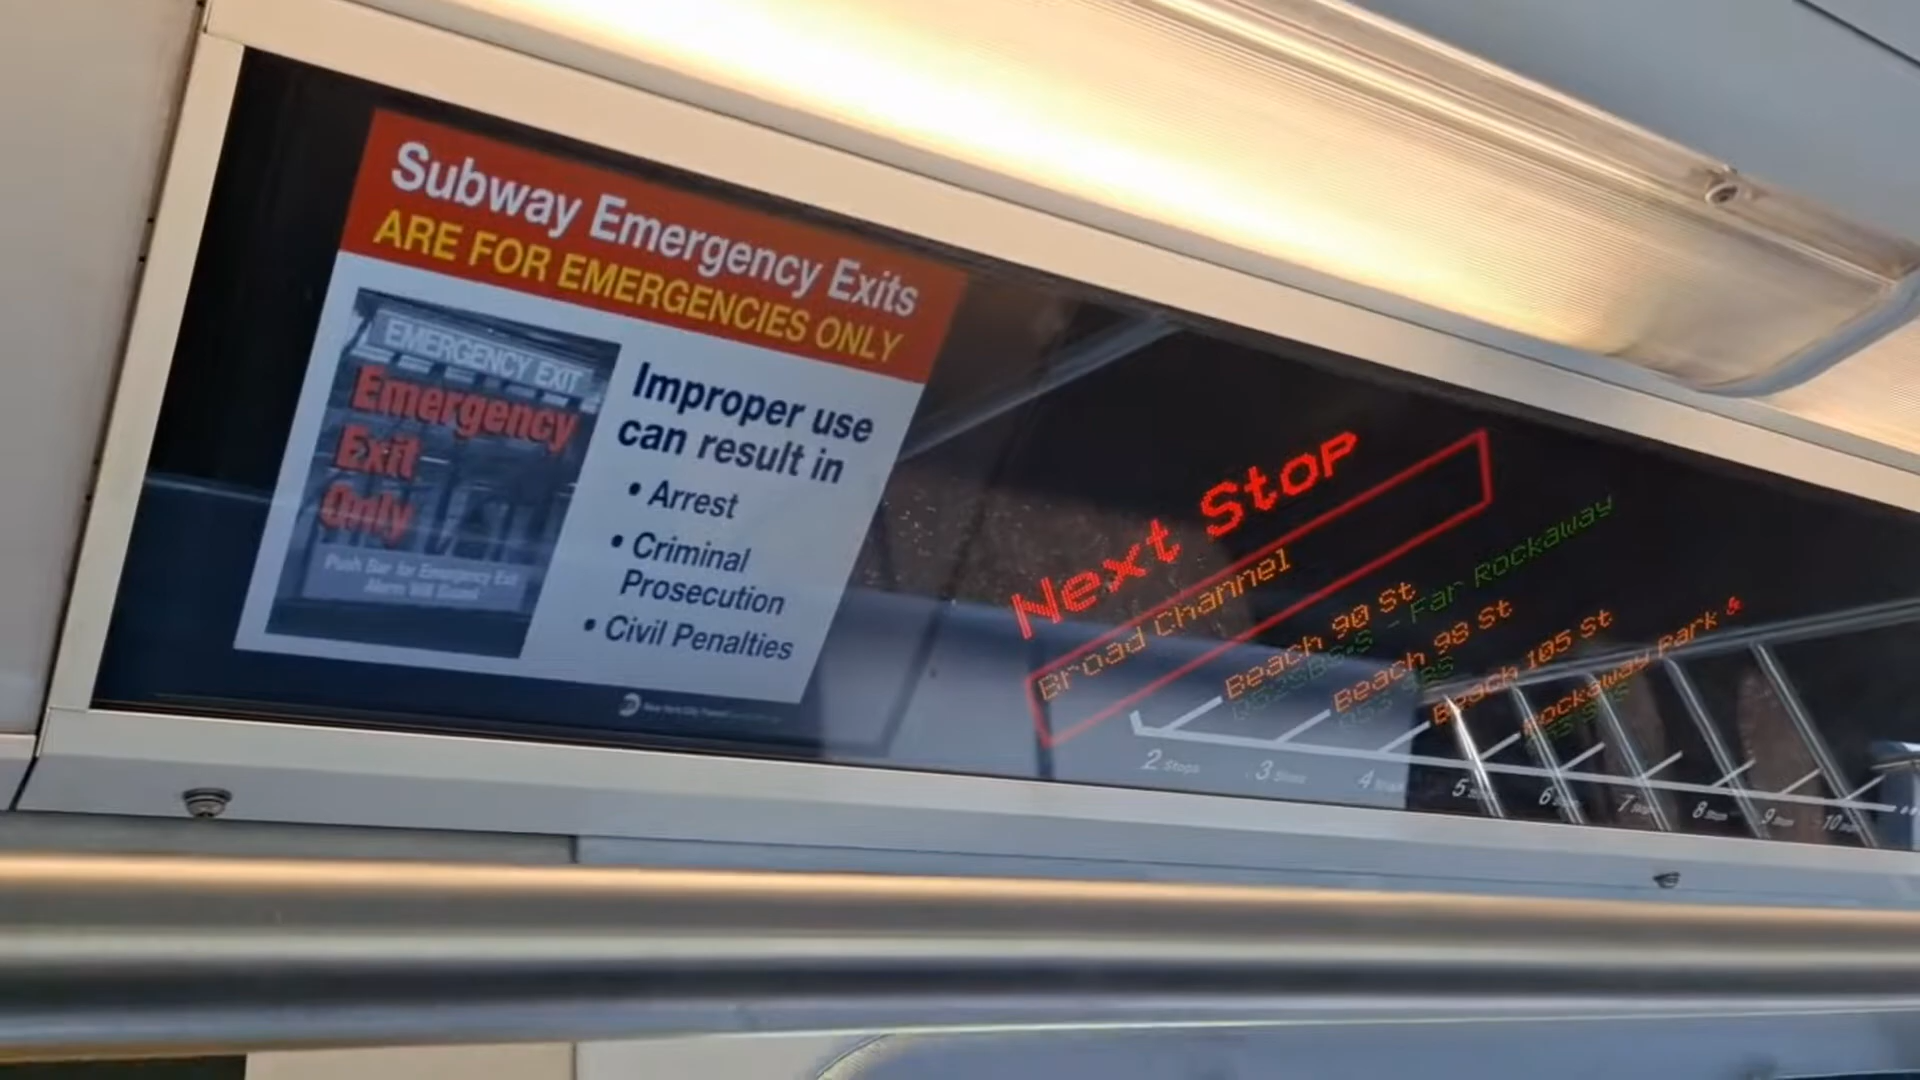 Subway Emergency Exits
ARE FOR EMERGENCIES ONLY
EMERGENCY EXIT
Emergency
Exit
Only
Push Bar for Emergency Exit
Alarm Will Sound
Improper use
can result in
• Arrest
• Criminal
Prosecution
• Civil Penalties
Next Stop
Broad Channel
Beach 90 St
- Far Rockaway
Beach 98 St
Beach 105 St
Rockaway Park
2 Stops
3 Stops
4
5
6
7
8
9
10